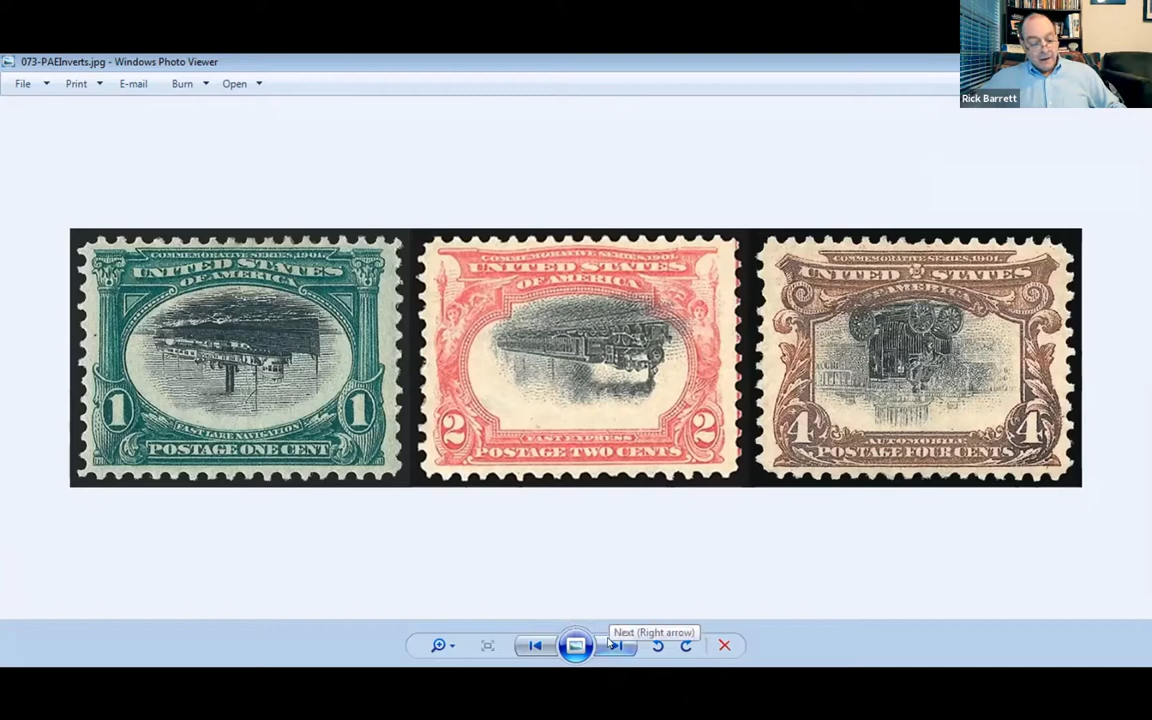 073-PAEInverts.jpg - Windows Photo Viewer
File Print E-mail Burn Open
Rick Barrett
COMMEMORATIVE SERIES, 1901.
UNITED STATES
OF AMERICA
1 1
FAST LAKE NAVIGATION
POSTAGE ONE CENT
COMMEMORATIVE SERIES, 1901.
UNITED STATES
OF AMERICA
2 2
FAST EXPRESS
POSTAGE TWO CENTS
COMMEMORATIVE SERIES, 1901.
UNITED STATES
OF AMERICA
4 4
AUTOMOBILE
POSTAGE FOUR CENTS
Next (Right arrow)